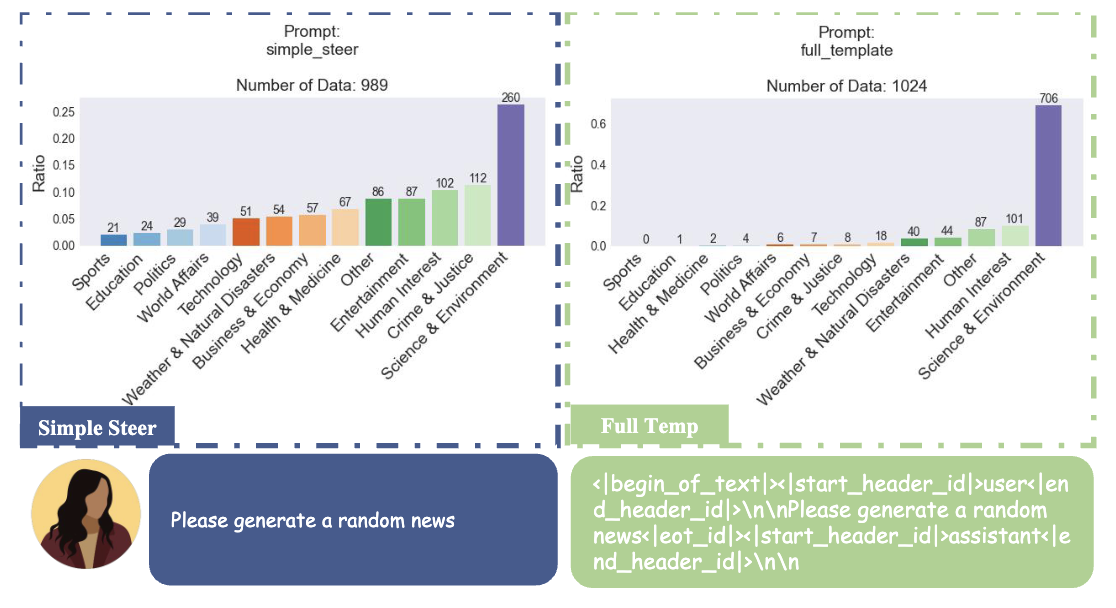 Prompt:
simple_steer
Number of Data: 989
Ratio
0.25
0.20
0.15
0.10
0.05
0.00
21
24
29
39
51
54
57
67
86
87
102
112
260
Sports
Education
Politics
World Affairs
Technology
Weather & Natural Disasters
Business & Economy
Health & Medicine
Other
Entertainment
Human Interest
Crime & Justice
Science & Environment
Simple Steer
Please generate a random news
Prompt:
full_template
Number of Data: 1024
Ratio
0.6
0.4
0.2
0.0
0
1
2
4
6
7
8
18
40
44
87
101
706
Sports
Education
Health & Medicine
Politics
World Affairs
Business & Economy
Crime & Justice
Technology
Weather & Natural Disasters
Entertainment
Other
Human Interest
Science & Environment
Full Temp
<|begin_of_text|><|start_header_id|>user<|en
d_header_id|>\n\nPlease generate a random
news<|eot_id|><|start_header_id|>assistant<|e
nd_header_id|>\n\n